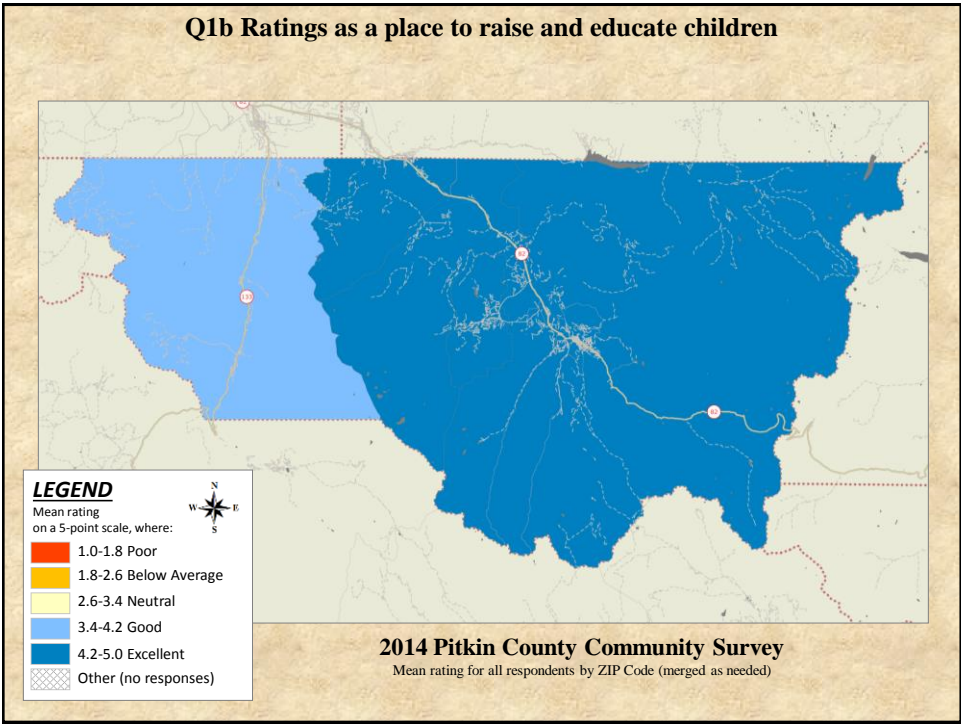 Q1b Ratings as a place to raise and educate children
82
133
82
LEGEND
Mean rating
on a 5-point scale, where:
N
W
E
S
1.0-1.8 Poor
1.8-2.6 Below Average
2.6-3.4 Neutral
3.4-4.2 Good
4.2-5.0 Excellent
Other (no responses)
2014 Pitkin County Community Survey
Mean rating for all respondents by ZIP Code (merged as needed)